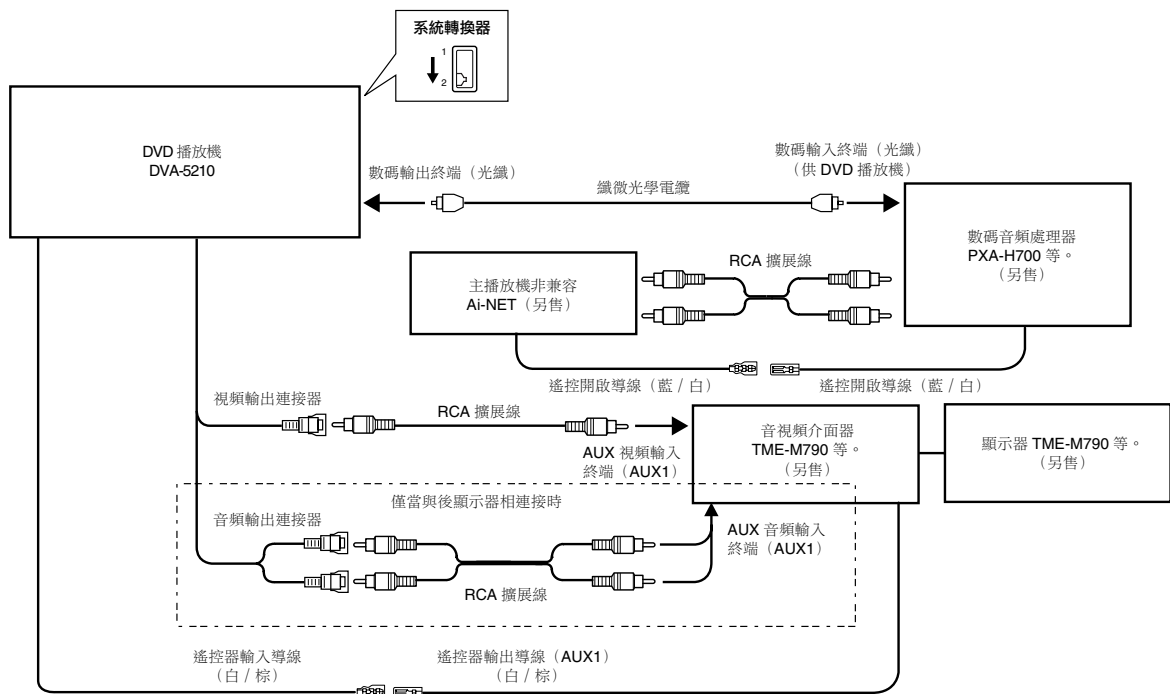 系統轉換器
1
2
DVD 播放機
DVA-5210
數碼輸出終端（光纖）
纖微光學電纜
數碼輸入終端（光纖）
（供 DVD 播放機）
數碼音頻處理器
PXA-H700 等。
（另售）
主播放機非兼容
Ai-NET（另售）
RCA 擴展線
遙控開啟導線（藍 / 白）
遙控開啟導線（藍 / 白）
視頻輸出連接器
RCA 擴展線
AUX 視頻輸入
終端（AUX1）
音視頻介面器
TME-M790 等。
（另售）
顯示器 TME-M790 等。
（另售）
僅當與後顯示器相連接時
音頻輸出連接器
RCA 擴展線
AUX 音頻輸入
終端（AUX1）
遙控器輸入導線
（白 / 棕）
遙控器輸出導線（AUX1）
（白 / 棕）